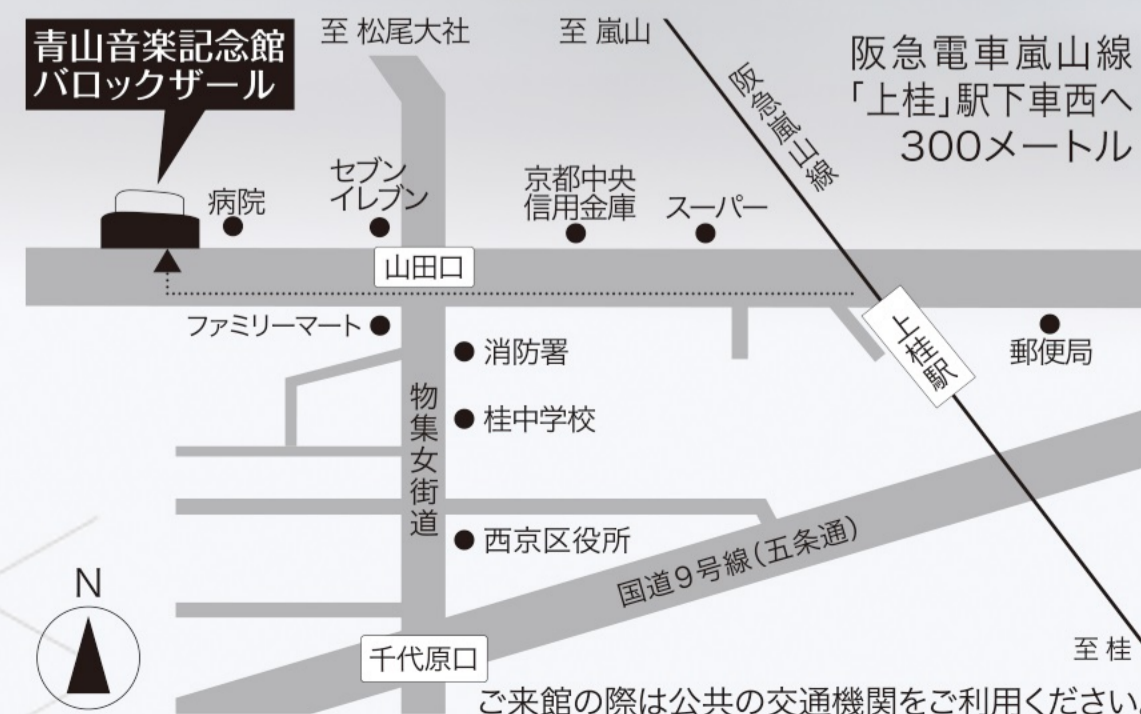 青山音楽記念館
バロックザール
至 松尾大社
至 嵐山
阪急電車嵐山線
「上桂」駅下車西へ
300メートル
阪急嵐山線
病院
セブン
イレブン
京都中央
信用金庫
スーパー
山田口
ファミリーマート
消防署
上桂駅
郵便局
物集女街道
桂中学校
西京区役所
国道9号線(五条通)
N
千代原口
至 桂
ご来館の際は公共の交通機関をご利用ください。